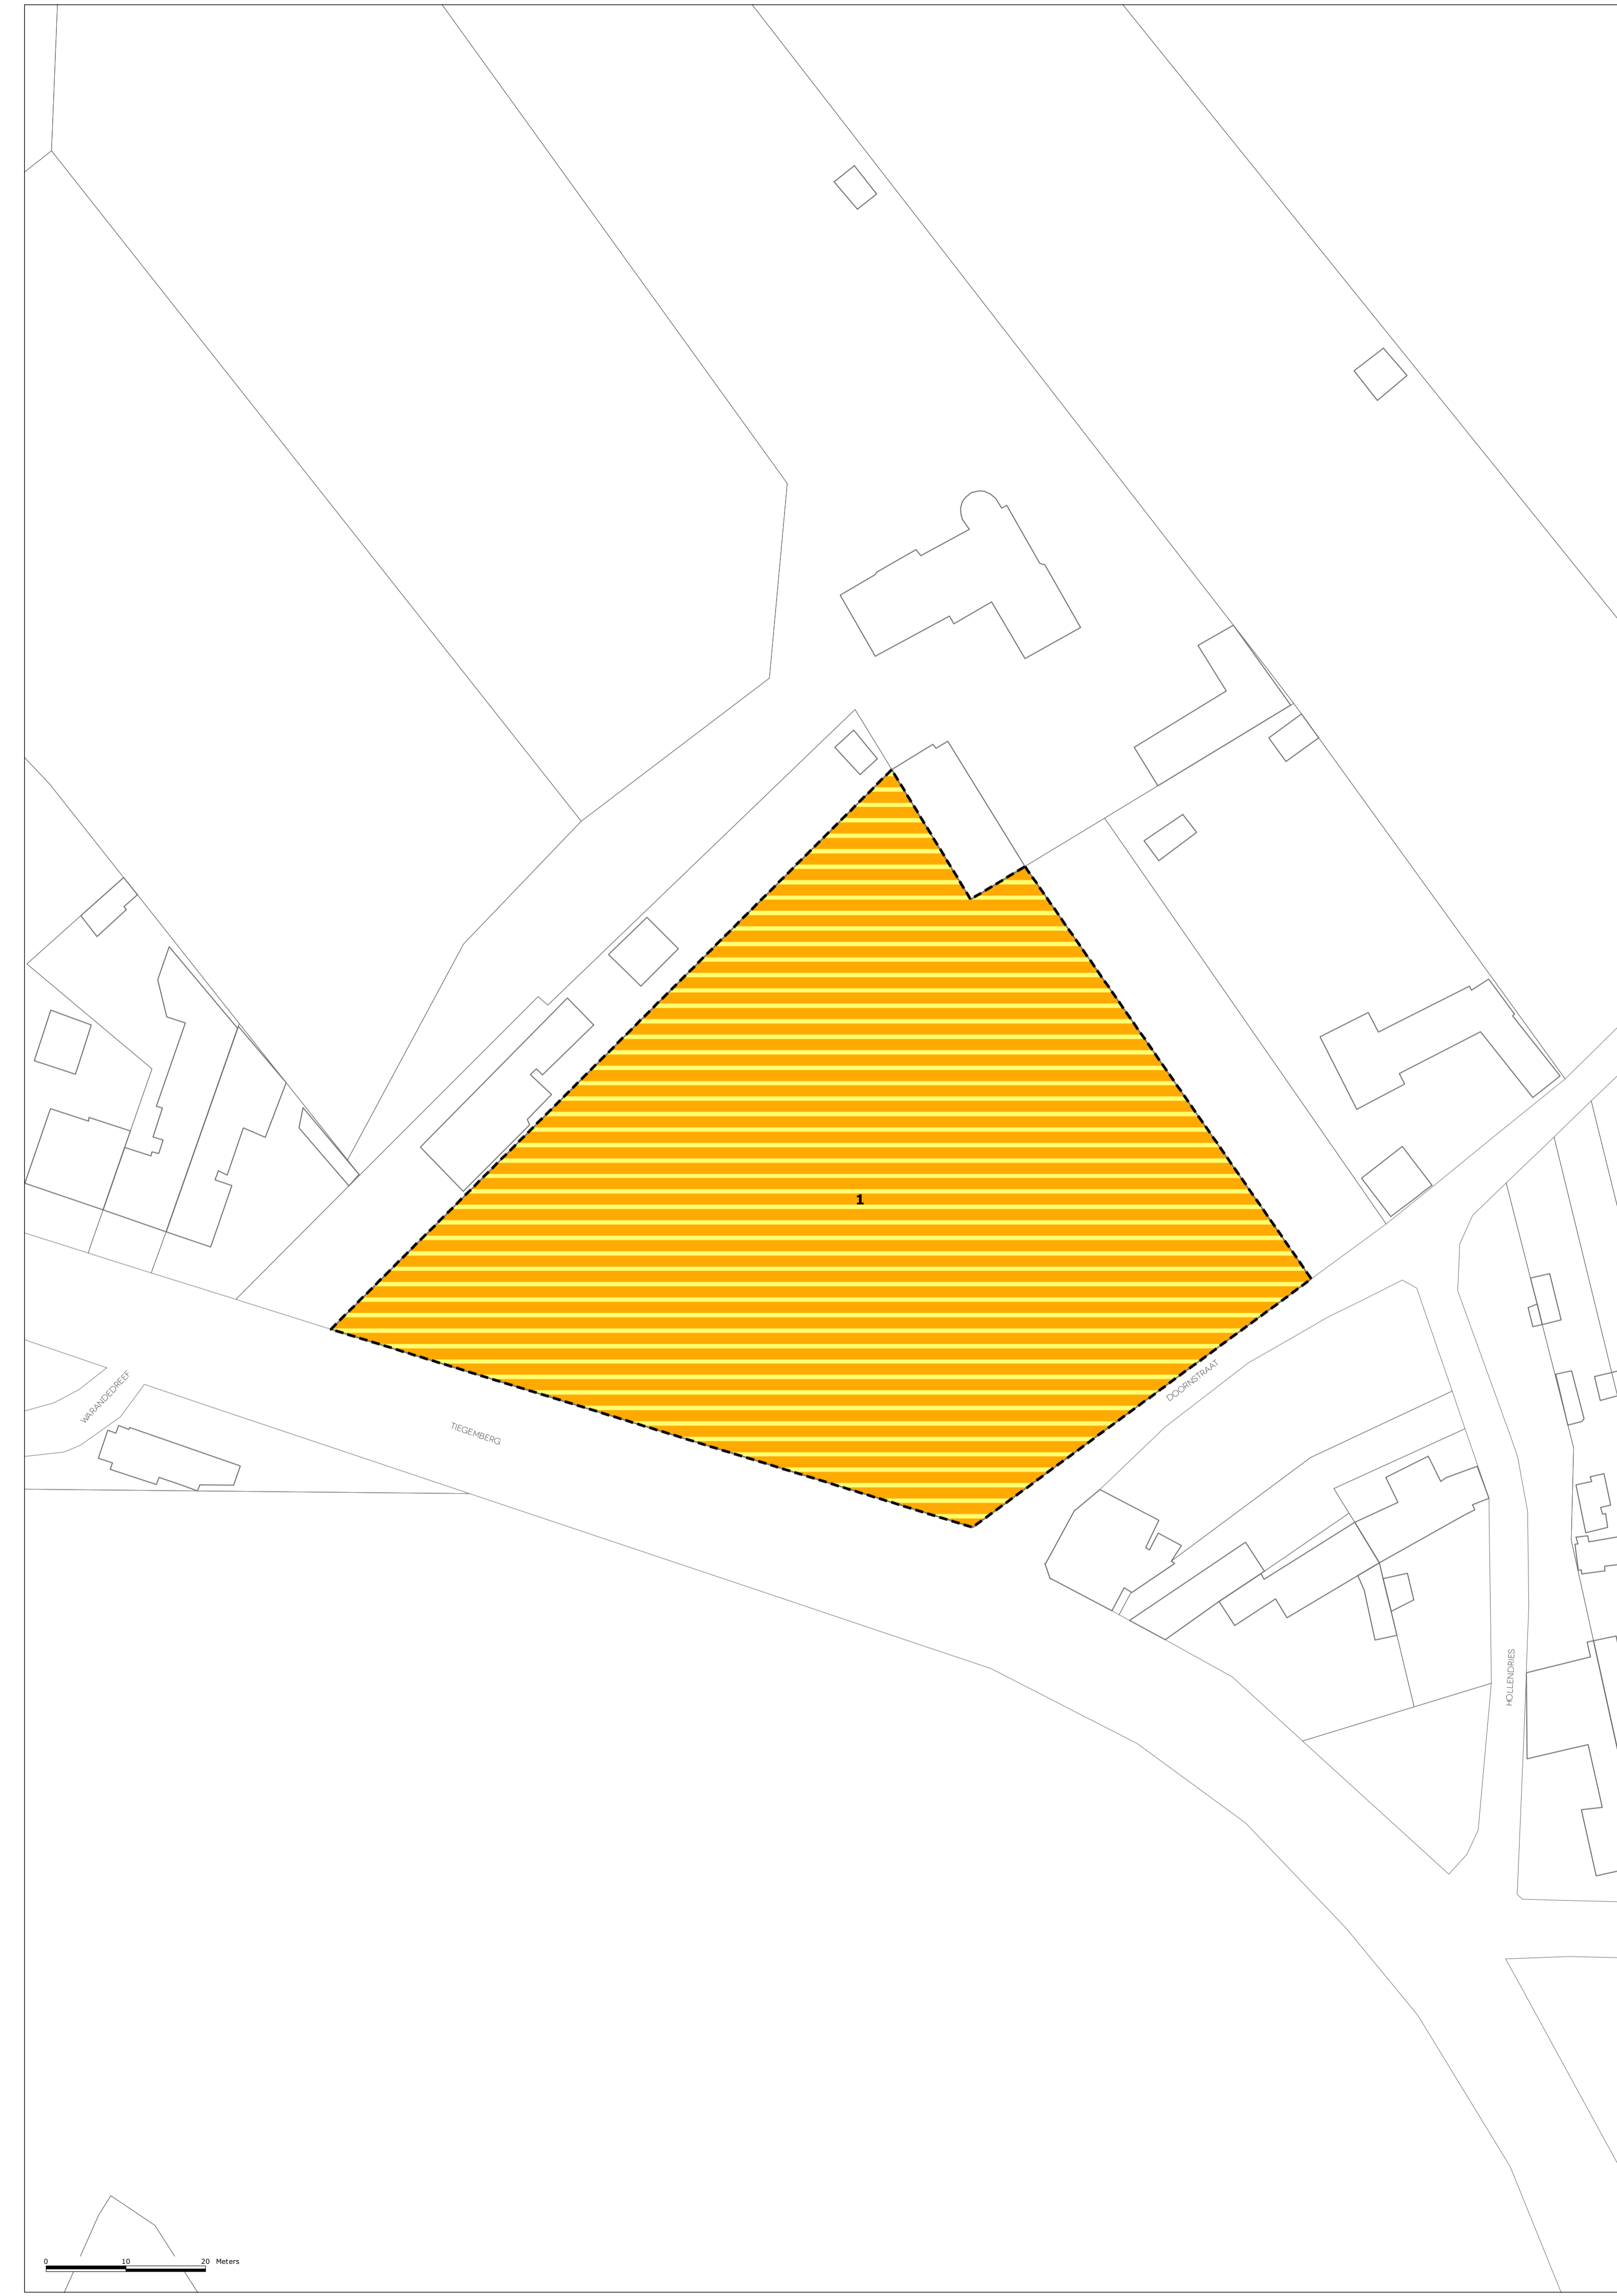 1
DOORNSTRAAT
WARANDEDREEF
TIEGEMBERG
HOLLENDRIES
0 10 20 Meters